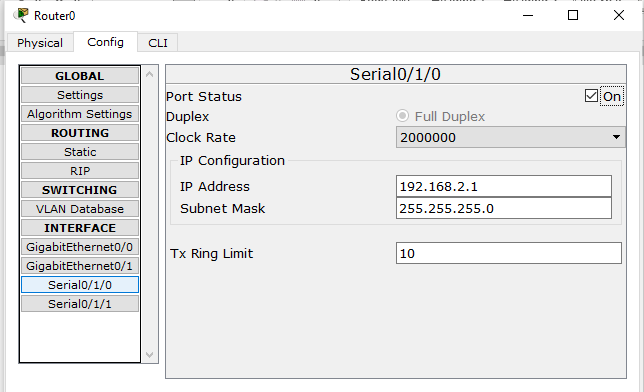 Router0
Physical Config CLI
GLOBAL
Settings
Algorithm Settings
ROUTING
Static
RIP
SWITCHING
VLAN Database
INTERFACE
GigabitEthernet0/0
GigabitEthernet0/1
Serial0/1/0
Serial0/1/1
Serial0/1/0
Port Status On
Duplex Full Duplex
Clock Rate 2000000
IP Configuration
IP Address 192.168.2.1
Subnet Mask 255.255.255.0
Tx Ring Limit 10